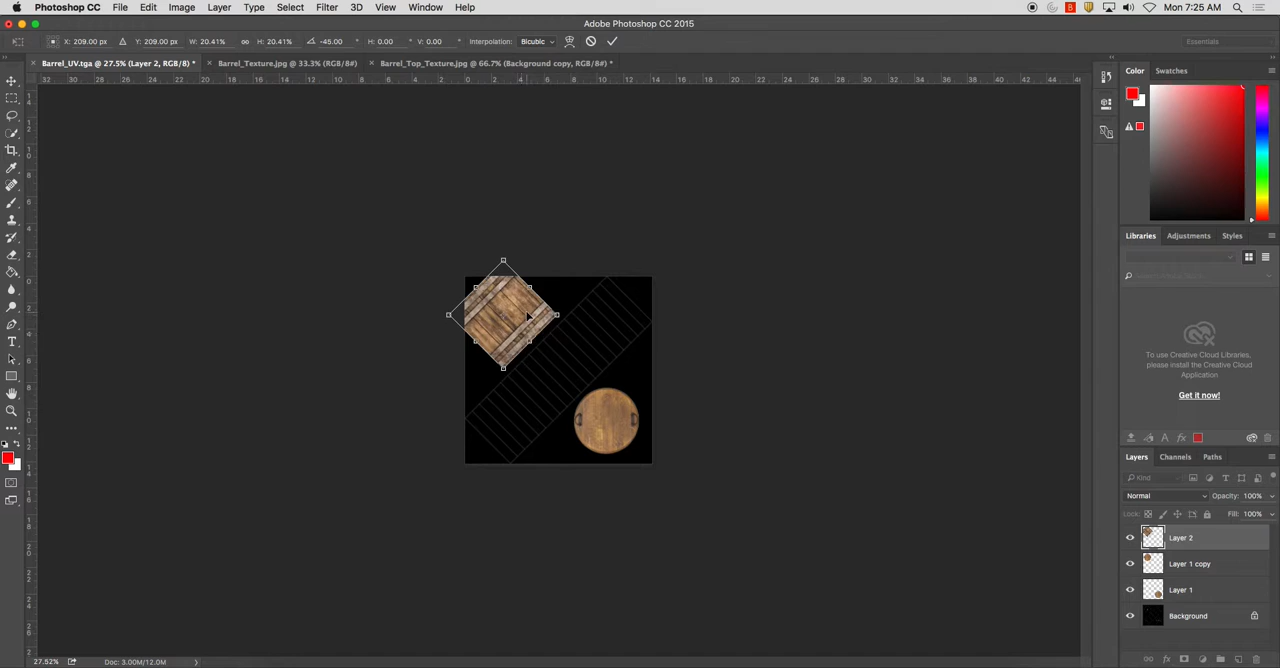 Photoshop CC File Edit Image Layer Type Select Filter 3D View Window Help Mon 7:25 AM
Adobe Photoshop CC 2015
X: 209.00 px Y: 209.00 px W: 20.41% H: 20.41% -45.00 ° H: 0.00 ° V: 0.00 ° Interpolation: Bicubic Essentials
Barrel_UV.tga @ 27.5% (Layer 2, RGB/8) * Barrel_Texture.jpg @ 33.3% (RGB/8#) Barrel_Top_Texture.jpg @ 66.7% (Background copy, RGB/8#) *
Color Swatches
Libraries Adjustments Styles
To use Creative Cloud Libraries,
please install the Creative Cloud
Application
Get it now!
Layers Channels Paths
Kind
Normal Opacity: 100%
Lock: Fill: 100%
Layer 2
Layer 1 copy
Layer 1
Background
27.52% Doc: 3.00M/12.0M